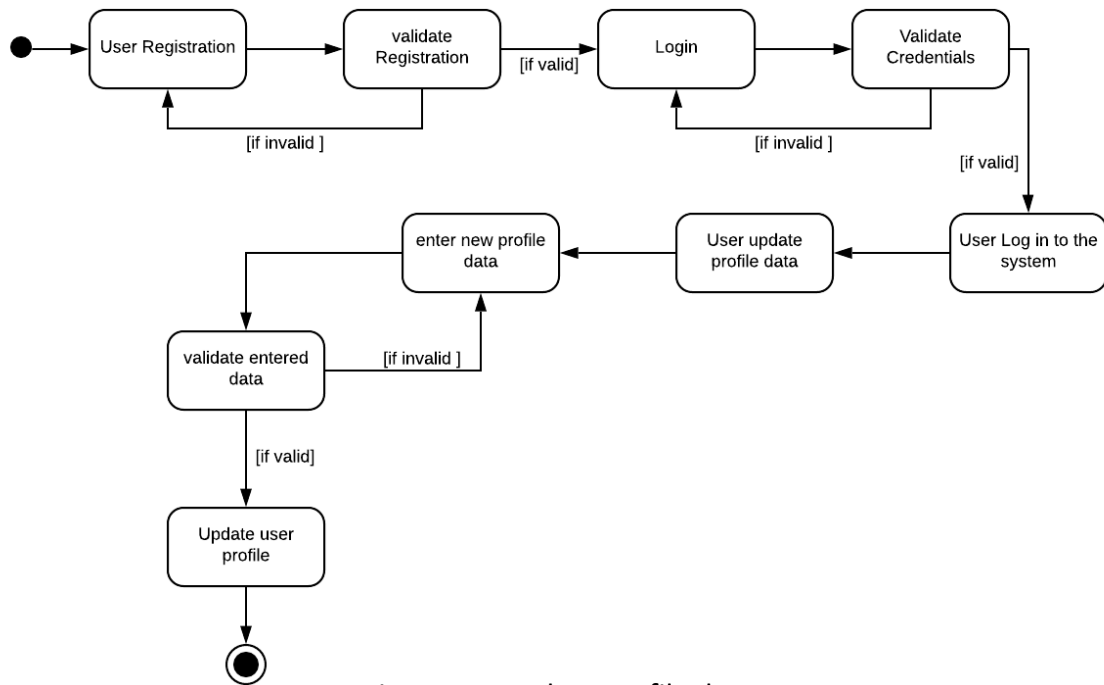 User Registration
validate
Registration
[if valid]
Login
Validate
Credentials
[if invalid ]
[if invalid ]
[if valid]
User Log in to the
system
User update
profile data
enter new profile
data
validate entered
data
[if invalid ]
[if valid]
Update user
profile